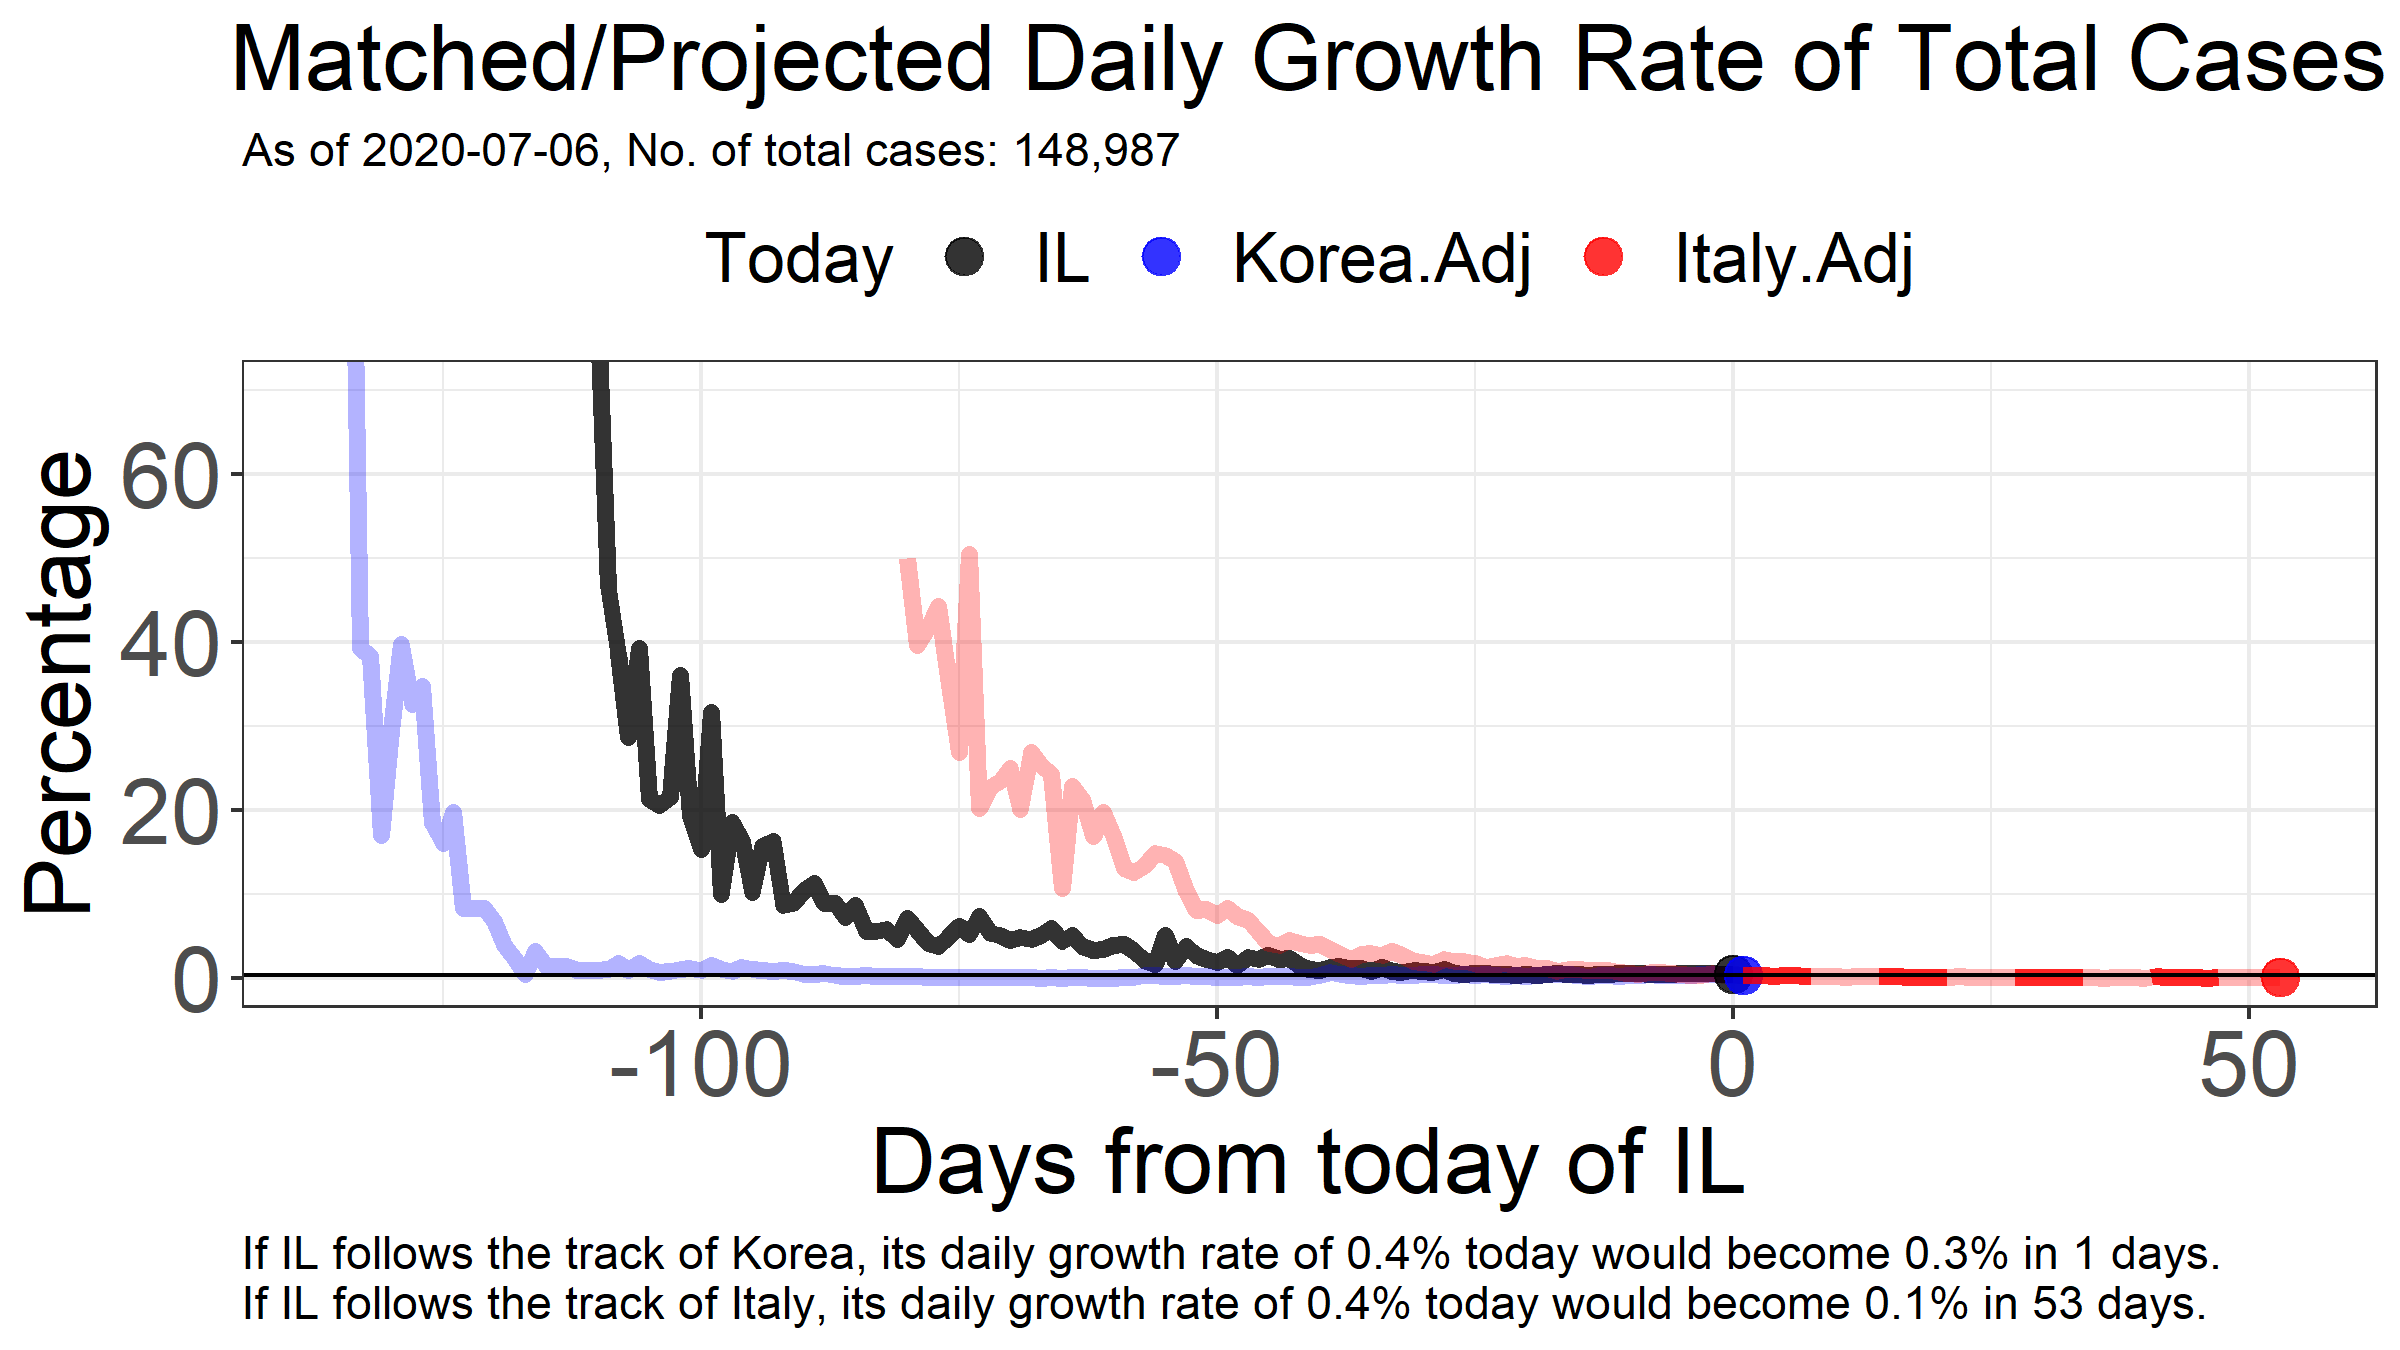 Matched/Projected Daily Growth Rate of Total Cases
As of 2020-07-06, No. of total cases: 148,987
Today IL Korea.Adj Italy.Adj
Percentage
60
40
20
0
-100 -50 0 50
Days from today of IL
If IL follows the track of Korea, its daily growth rate of 0.4% today would become 0.3% in 1 days.
If IL follows the track of Italy, its daily growth rate of 0.4% today would become 0.1% in 53 days.